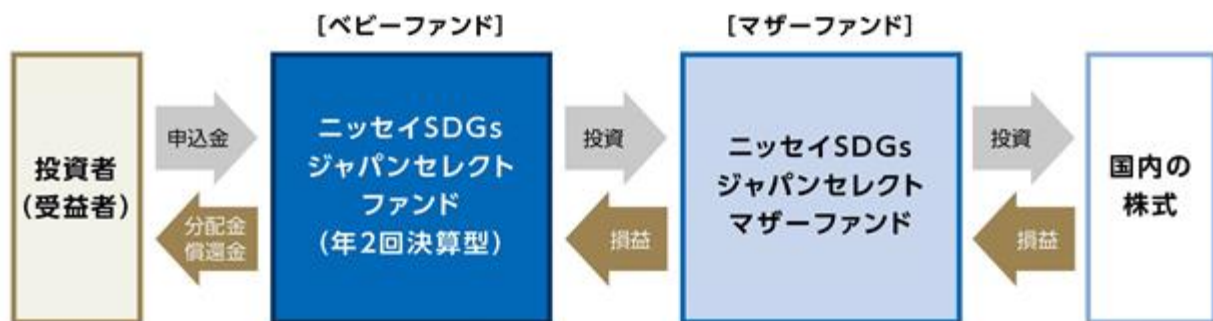 [ベビーファンド]
[マザーファンド]
投資者
(受益者)
申込金
分配金
償還金
ニッセイSDGs
ジャパンセレクト
ファンド
(年2回決算型)
投資
損益
ニッセイSDGs
ジャパンセレクト
マザーファンド
投資
損益
国内の
株式